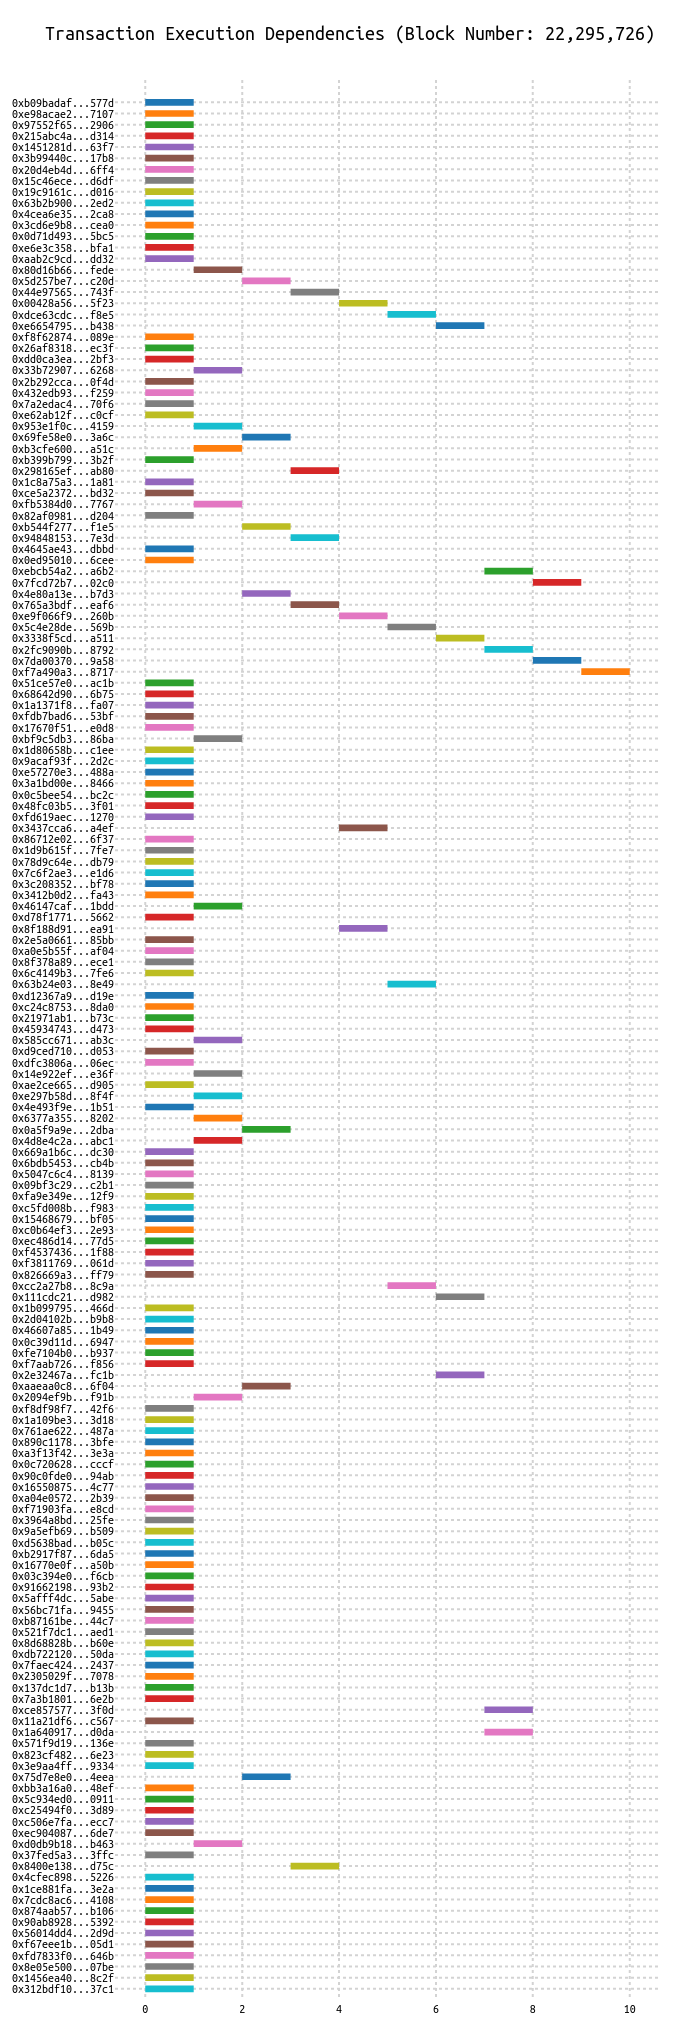 Transaction Execution Dependencies (Block Number: 22,295,726)
0xb09badaf...577d
0xe98acae2...7107
0x97552f65...2906
0x215abc4a...d314
0x1451281d...63f7
0x3b99440c...17b8
0x20d4eb4d...6ff4
0x15c46ece...d6df
0x19c9161c...d016
0x63b2b900...2ed2
0x4cea6e35...2ca8
0x3cd6e9b8...cea0
0x0d71d493...5bc5
0xe6e3c358...bfa1
0xaab2c9cd...dd32
0x80d16b66...fede
0x5d257be7...c20d
0x44e97565...743f
0x00428a56...5f23
0xdce63cdc...f8e5
0xe6654795...b438
0xf8f62874...089e
0x26af8318...ec3f
0xdd0ca3ea...2bf3
0x33b72907...6268
0x2b292cca...0f4d
0x432edb93...f259
0x7a2edac4...70f6
0xe62ab12f...c0cf
0x953e1f0c...4159
0x69fe58e0...3a6c
0xb3cfe600...a51c
0xb399b799...3b2f
0x298165ef...ab80
0x1c8a75a3...1a81
0xce5a2372...bd32
0xfb5384d0...7767
0x82af0981...d204
0xb544f277...f1e5
0x94848153...7e3d
0x4645ae43...dbbd
0x0ed95010...6cee
0xebcb54a2...a6b2
0x7fcd72b7...02c0
0x4e80a13e...b7d3
0x765a3bdf...eaf6
0xe9f066f9...260b
0x5c4e28de...569b
0x3338f5cd...a511
0x2fc9090b...8792
0x7da00370...9a58
0xf7a490a3...8717
0x51ce57e0...ac1b
0x68642d90...6b75
0x1a1371f8...fa07
0xfdb7bad6...53bf
0x17670f51...e0d8
0xbf9c5db3...86ba
0x1d80658b...c1ee
0x9acaf93f...2d2c
0xe57270e3...488a
0x3a1bd00e...8466
0x0c5bee54...bc2c
0x48fc03b5...3f01
0xfd619aec...1270
0x3437cca6...a4ef
0x86712e02...6f37
0x1d9b615f...7fe7
0x78d9c64e...db79
0x7c6f2ae3...e1d6
0x3c208352...bf78
0x3412b0d2...fa43
0x46147caf...1bdd
0xd78f1771...5662
0x8f188d91...ea91
0x2e5a0661...85bb
0xa0e5b55f...af04
0x8f378a89...ece1
0x6c4149b3...7fe6
0x63b24e03...8e49
0xd12367a9...d19e
0xc24c8753...8da0
0x21971ab1...b73c
0x45934743...d473
0x585cc671...ab3c
0xd9ced710...d053
0xdfc3806a...06ec
0x14e922ef...e36f
0xae2ce665...d905
0xe297b58d...8f4f
0x4e493f9e...1b51
0x6377a355...8202
0x0a5f9a9e...2dba
0x4d8e4c2a...abc1
0x669a1b6c...dc30
0x6bdb5453...cb4b
0x5047c6c4...8139
0x09bf3c29...c2b1
0xfa9e349e...12f9
0xc5fd008b...f983
0x15468679...bf05
0xc0b64ef3...2e93
0xec486d14...77d5
0xf4537436...1f88
0xf3811769...061d
0x826669a3...ff79
0xcc2a27b8...8c9a
0x111cdc21...d982
0x1b099795...466d
0x2d04102b...b9b8
0x46607a85...1b49
0x0c39d11d...6947
0xfe7104b0...b937
0xf7aab726...f856
0x2e32467a...fc1b
0xaaeaa0c8...6f04
0x2094ef9b...f91b
0xf8df98f7...42f6
0x1a109be3...3d18
0x761ae622...487a
0x890c1178...3bfe
0xa3f13f42...3e3a
0x0c720628...cccf
0x90c0fde0...94ab
0x16550875...4c77
0xa04e0572...2b39
0xf71903fa...e8cd
0x3964a8bd...25fe
0x9a5efb69...b509
0xd5638bad...b05c
0xb2917f87...6da5
0x16770e0f...a50b
0x03c394e0...f6cb
0x91662198...93b2
0x5afff4dc...5abe
0x56bc71fa...9455
0xb87161be...44c7
0x521f7dc1...aed1
0x8d68828b...b60e
0xdb722120...50da
0x7faec424...2437
0x2305029f...7078
0x137dc1d7...b13b
0x7a3b1801...6e2b
0xce857577...3f0d
0x11a21df6...c567
0x1a640917...d0da
0x571f9d19...136e
0x823cf482...6e23
0x3e9aa4ff...9334
0x75d7e8e0...4eea
0xbb3a16a0...48ef
0x5c934ed0...0911
0xc25494f0...3d89
0xc506e7fa...ecc7
0xec904087...6de7
0xd0db9b18...b463
0x37fed5a3...3ffc
0x8400e138...d75c
0x4cfec898...5226
0x1ce881fa...3e2a
0x7cdc8ac6...4108
0x874aab57...b106
0x90ab8928...5392
0x56014dd4...2d9d
0xf67eee1b...05d1
0xfd7833f0...646b
0x8e05e500...07be
0x1456ea40...8c2f
0x312bdf10...37c1
0 2 4 6 8 10